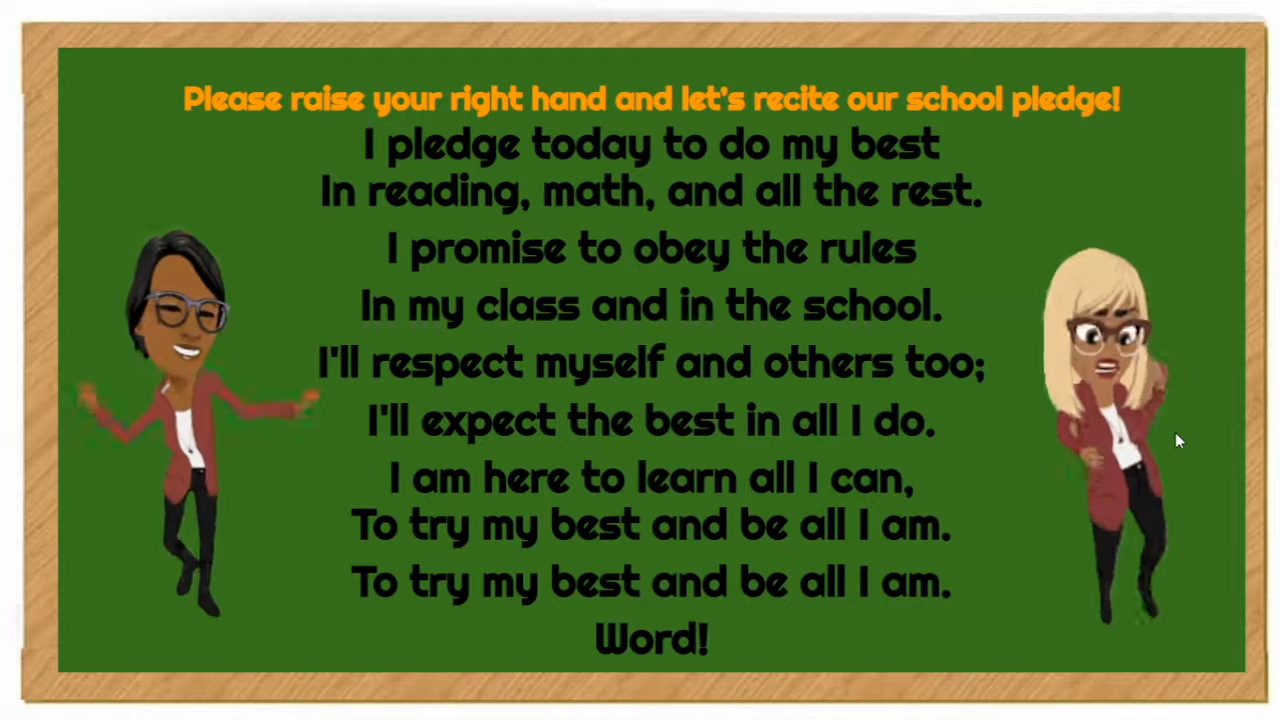 Please raise your right hand and let's recite our school pledge!
I pledge today to do my best
In reading, math, and all the rest.
I promise to obey the rules
In my class and in the school.
I'll respect myself and others too;
I'll expect the best in all I do.
I am here to learn all I can,
To try my best and be all I am.
To try my best and be all I am.
Word!